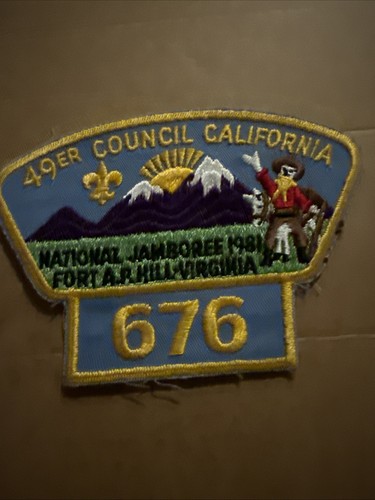 49ER COUNCIL CALIFORNIA
NATIONAL JAMBOREE 1981
FORT A.P. HILL-VIRGINIA
676